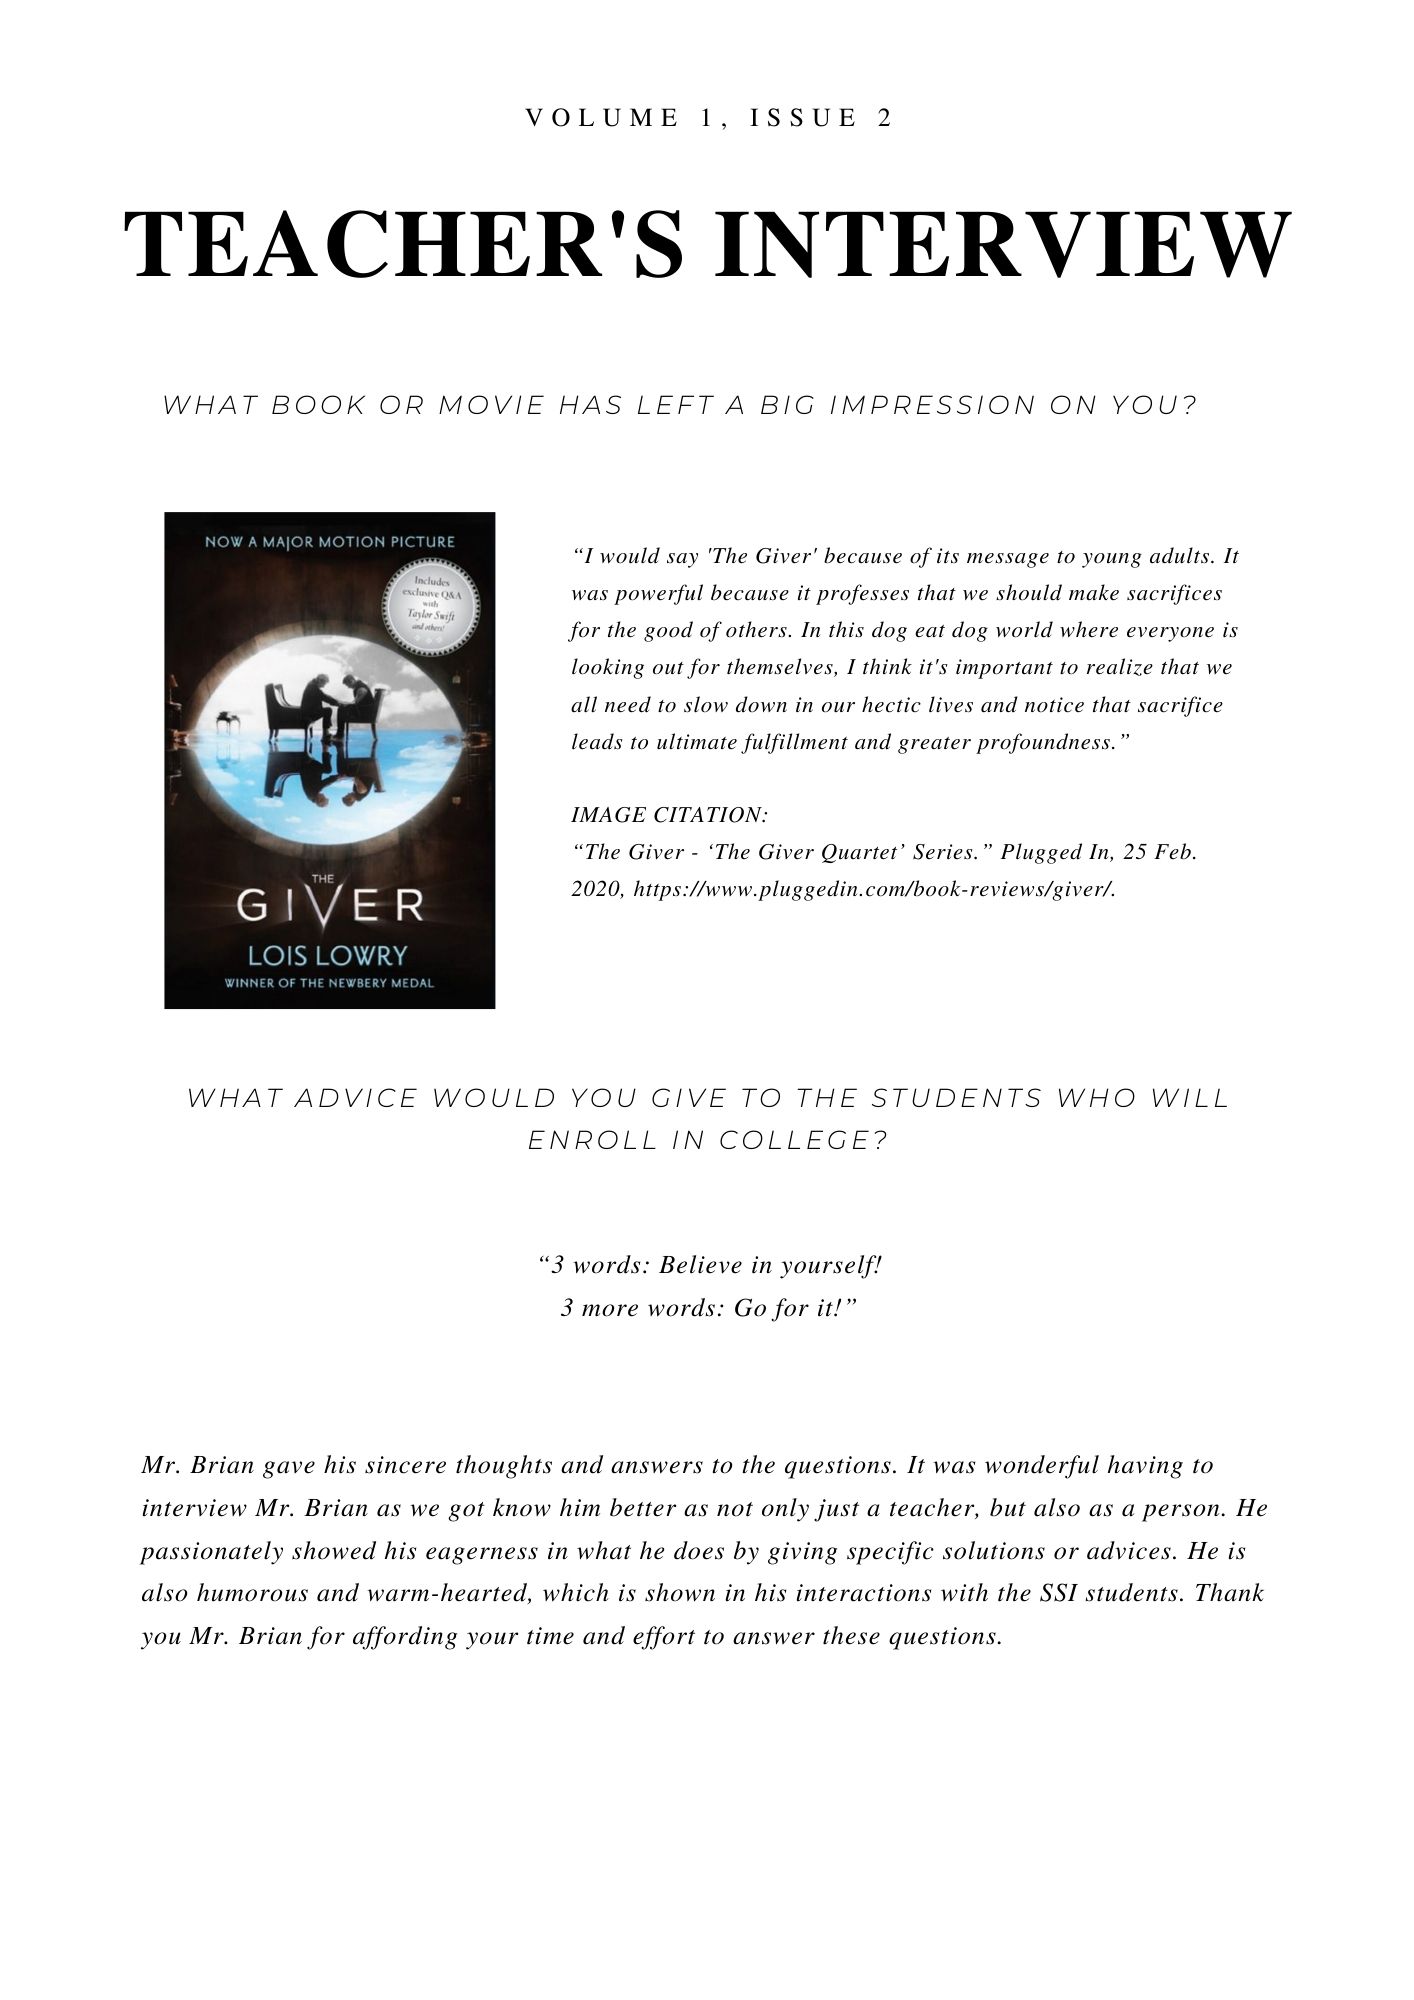 VOLUME 1, ISSUE 2
TEACHER'S INTERVIEW
WHAT BOOK OR MOVIE HAS LEFT A BIG IMPRESSION ON YOU?
NOW A MAJOR MOTION PICTURE
Includes
exclusive Q&A
with
Taylor Swift
and others!
THE
GIVER
LOIS LOWRY
WINNER OF THE NEWBERY MEDAL
“I would say 'The Giver' because of its message to young adults. It
was powerful because it professes that we should make sacrifices
for the good of others. In this dog eat dog world where everyone is
looking out for themselves, I think it's important to realize that we
all need to slow down in our hectic lives and notice that sacrifice
leads to ultimate fulfillment and greater profoundness.”
IMAGE CITATION:
“The Giver - ‘The Giver Quartet’ Series.” Plugged In, 25 Feb.
2020, https://www.pluggedin.com/book-reviews/giver/.
WHAT ADVICE WOULD YOU GIVE TO THE STUDENTS WHO WILL
ENROLL IN COLLEGE?
“3 words: Believe in yourself!
3 more words: Go for it!”
Mr. Brian gave his sincere thoughts and answers to the questions. It was wonderful having to
interview Mr. Brian as we got know him better as not only just a teacher, but also as a person. He
passionately showed his eagerness in what he does by giving specific solutions or advices. He is
also humorous and warm-hearted, which is shown in his interactions with the SSI students. Thank
you Mr. Brian for affording your time and effort to answer these questions.